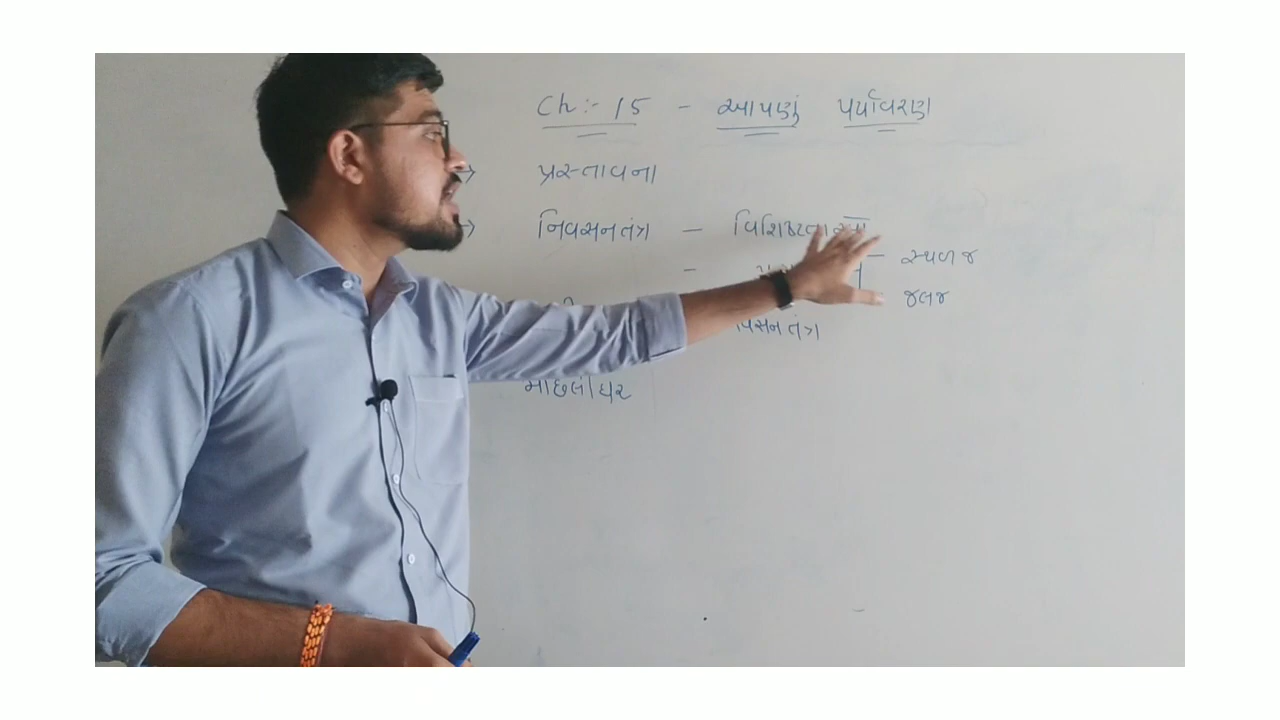 Ch :- 15 - આપણું પર્યાવરણ
→ પ્રસ્તાવના
→ નિવસનતંત્ર - વિશિષ્ટતાઓ
- સ્થળજ
જલજ
માછલીઘર